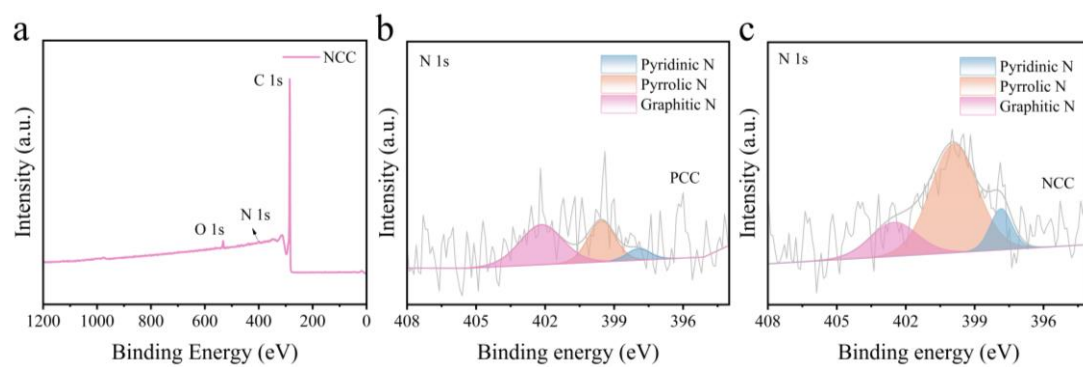 a
NCC
C 1s
O 1s
N 1s
Intensity (a.u.)
1200 1000 800 600 400 200 0
Binding Energy (eV)
b
N 1s
Pyridinic N
Pyrrolic N
Graphitic N
PCC
Intensity (a.u.)
408 405 402 399 396
Binding energy (eV)
c
N 1s
Pyridinic N
Pyrrolic N
Graphitic N
NCC
Intensity (a.u.)
408 405 402 399 396
Binding energy (eV)